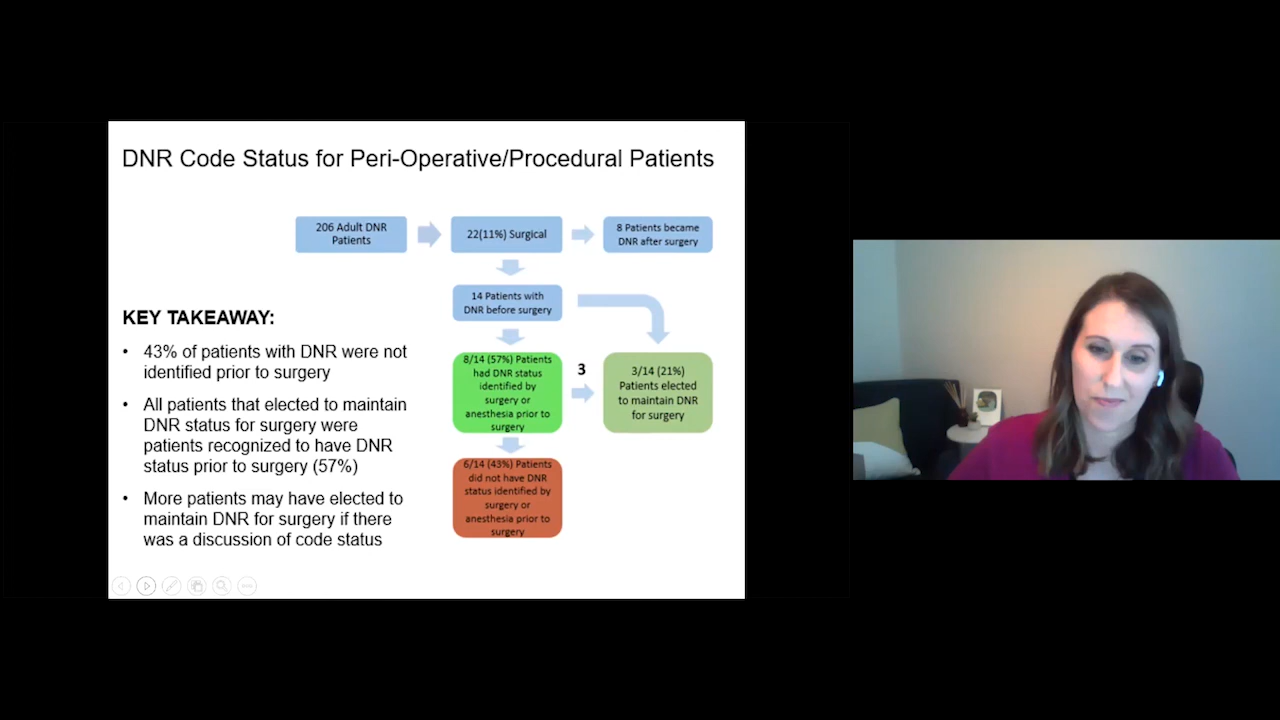 DNR Code Status for Peri-Operative/Procedural Patients
206 Adult DNR
Patients
22(11%) Surgical
8 Patients became
DNR after surgery
14 Patients with
DNR before surgery
KEY TAKEAWAY:
• 43% of patients with DNR were not
identified prior to surgery
• All patients that elected to maintain
DNR status for surgery were
patients recognized to have DNR
status prior to surgery (57%)
• More patients may have elected to
maintain DNR for surgery if there
was a discussion of code status
8/14 (57%) Patients
had DNR status
identified by
surgery or
anesthesia prior to
surgery
3
3/14 (21%)
Patients elected
to maintain DNR
for surgery
6/14 (43%) Patients
did not have DNR
status identified by
surgery or
anesthesia prior to
surgery